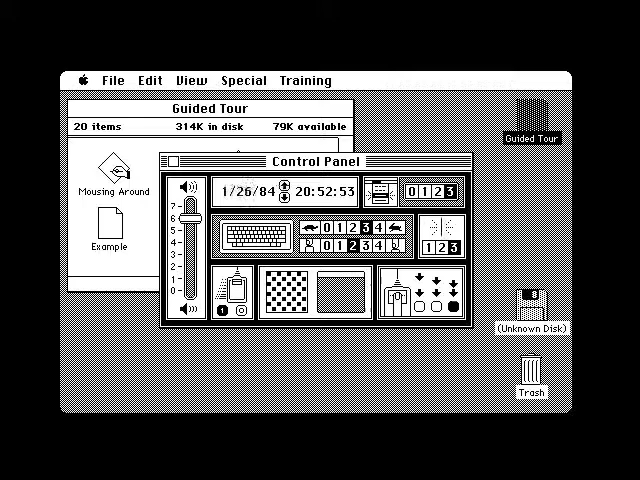 File Edit View Special Training
Guided Tour
20 items 314K in disk 79K available
Guided Tour
Control Panel
Mousing Around
Example
7
6
5
4
3
2
1
0
1/26/84 20:52:53
0 1 2 3
0 1 2 3 4
0 1 2 3 4
1 2 3
1 0
(Unknown Disk)
Trash